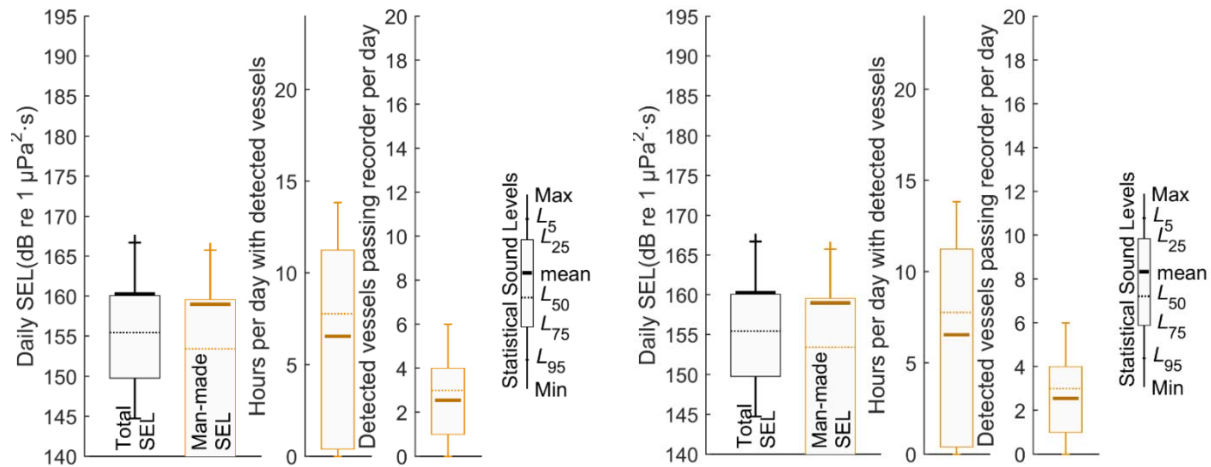 Daily SEL(dB re 1 µPa²·s)
195
190
185
180
175
170
165
160
155
150
145
140
Total
SEL
Man-made
SEL
Hours per day with detected vessels
20
15
10
5
0
Detected vessels passing recorder per day
20
18
16
14
12
10
8
6
4
2
0
Statistical Sound Levels
Max
L5
L25
mean
L50
L75
L95
Min
Daily SEL(dB re 1 µPa²·s)
195
190
185
180
175
170
165
160
155
150
145
140
Total
SEL
Man-made
SEL
Hours per day with detected vessels
20
15
10
5
0
Detected vessels passing recorder per day
20
18
16
14
12
10
8
6
4
2
0
Statistical Sound Levels
Max
L5
L25
mean
L50
L75
L95
Min